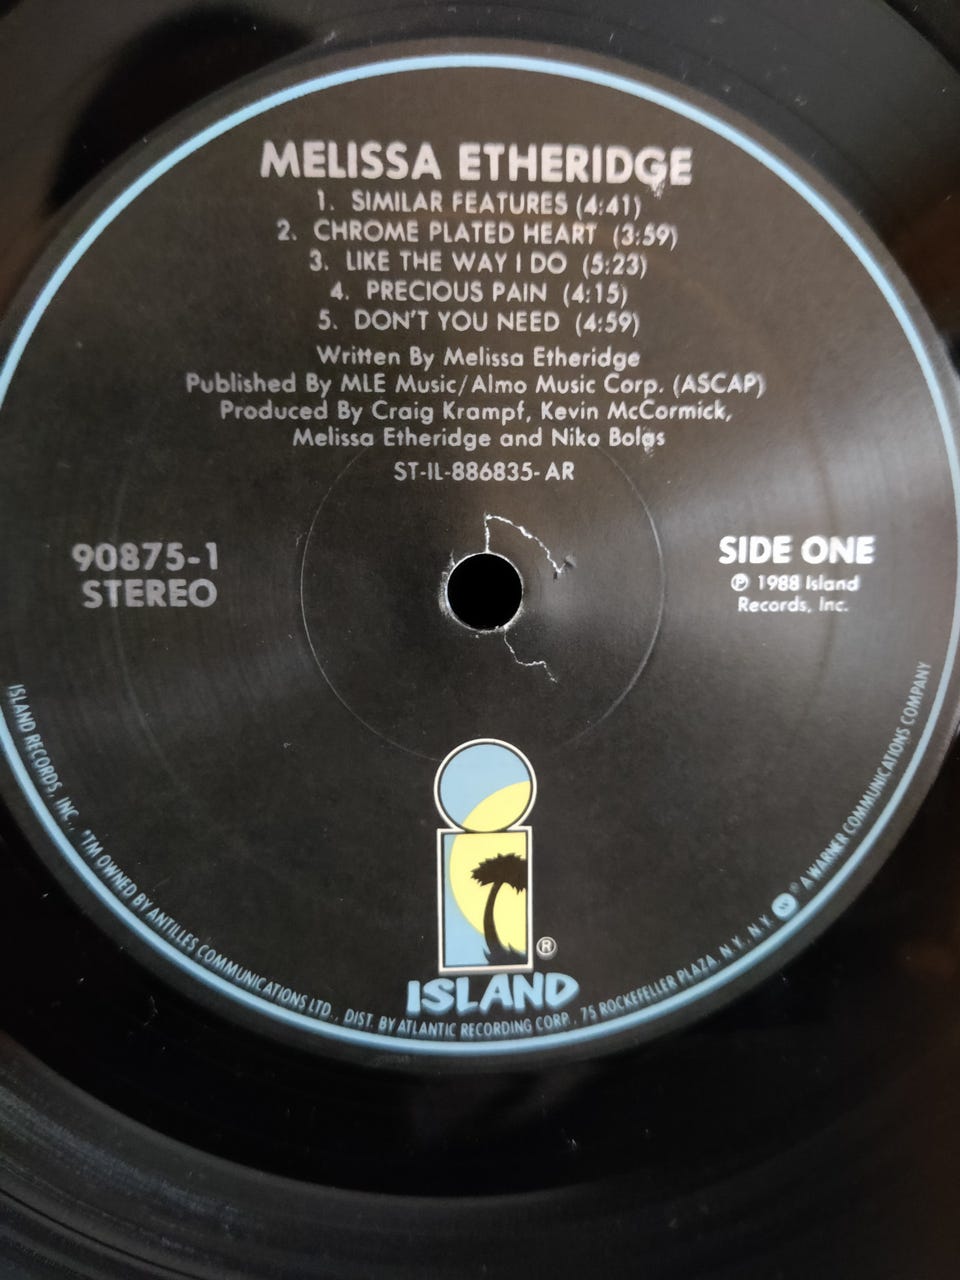 MELISSA ETHERIDGE
1. SIMILAR FEATURES (4:41)
2. CHROME PLATED HEART (3:59)
3. LIKE THE WAY I DO (5:23)
4. PRECIOUS PAIN (4:15)
5. DON'T YOU NEED (4:59)
Written By Melissa Etheridge
Published By MLE Music/Almo Music Corp. (ASCAP)
Produced By Craig Krampf, Kevin McCormick,
Melissa Etheridge and Niko Bolas
ST-IL-886835-AR
90875-1
STEREO
SIDE ONE
℗ 1988 Island
Records, Inc.
®
ISLAND
ISLAND RECORDS, INC., *TM OWNED BY ANTILLES COMMUNICATIONS LTD., DIST. BY ATLANTIC RECORDING CORP., 75 ROCKEFELLER PLAZA, N.Y., N.Y. W ® A WARNER COMMUNICATIONS COMPANY